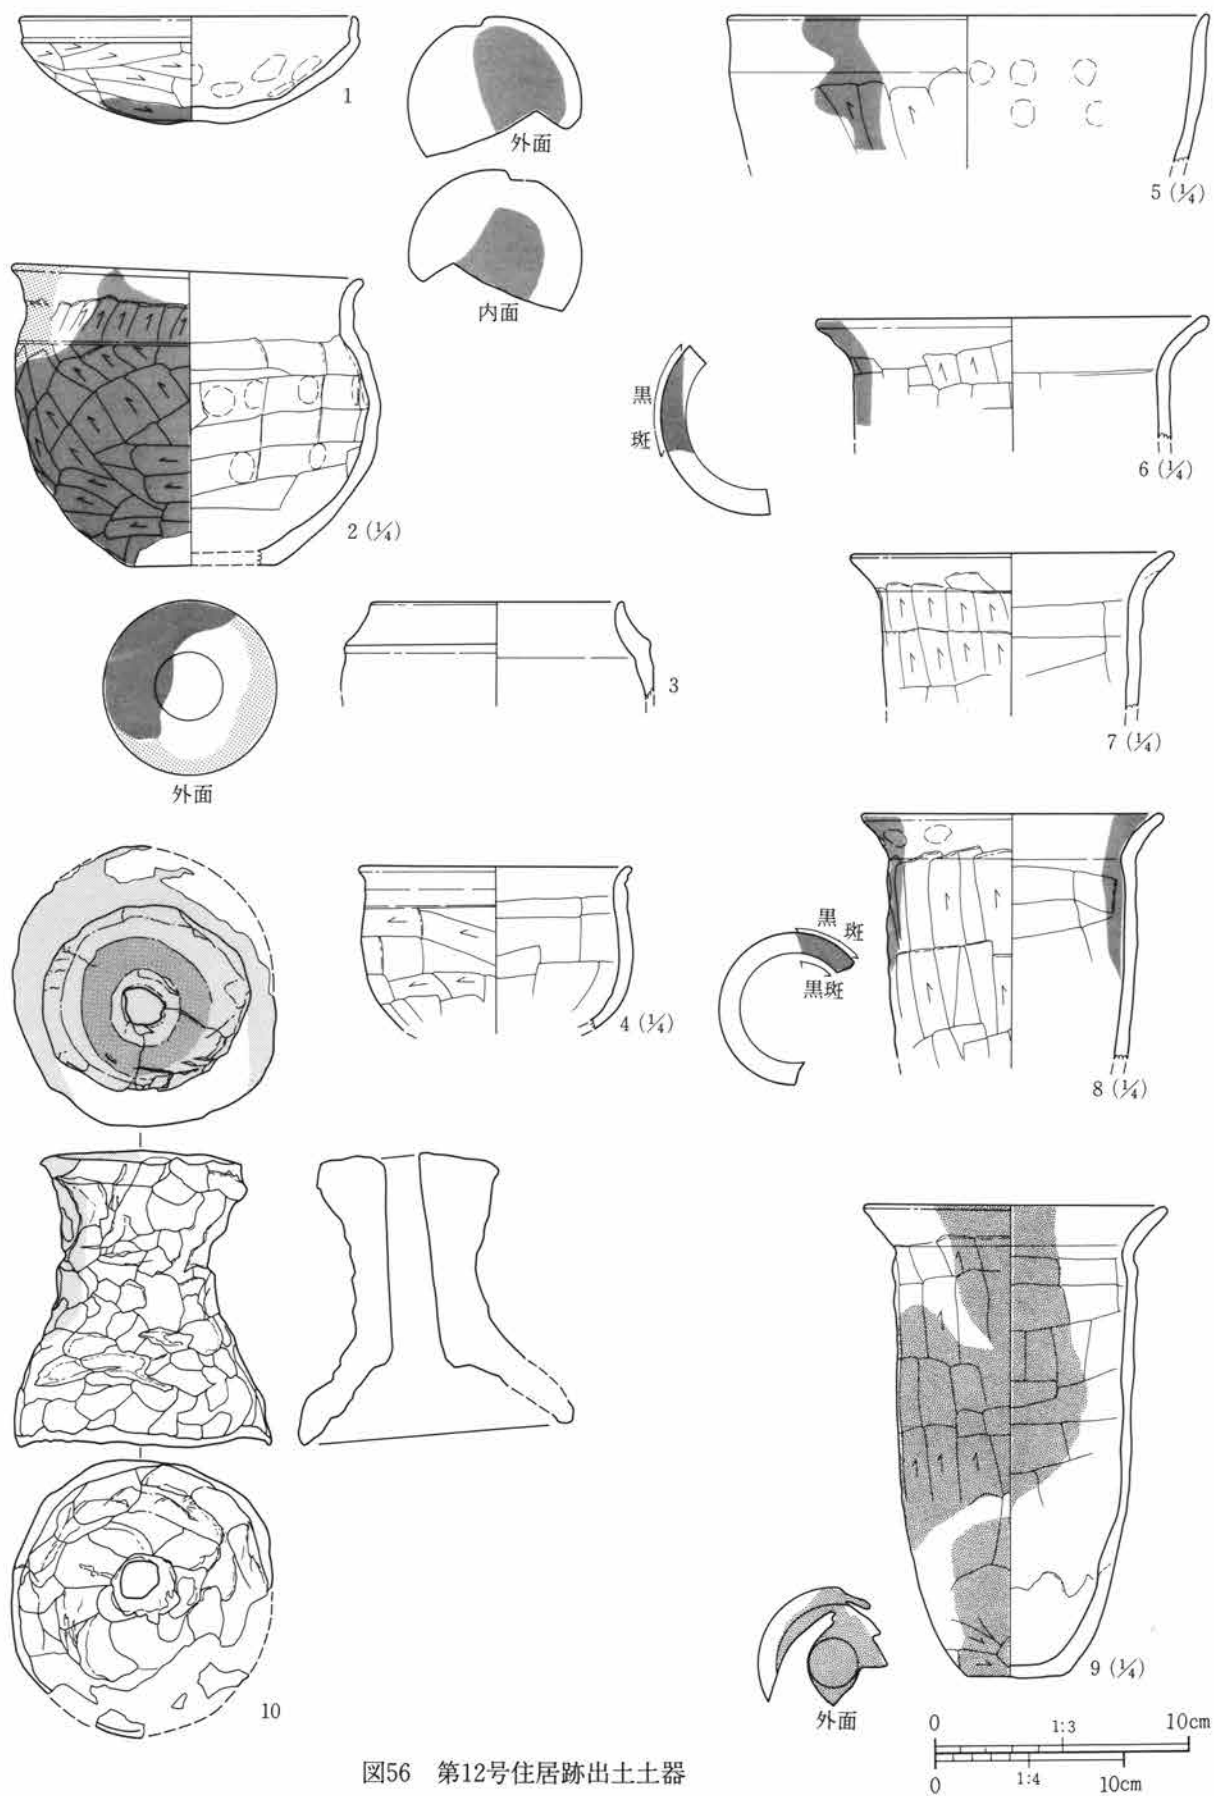 1
外面
内面
5 (¼)
2 (¼)
外面
黒
斑
6 (¼)
3
7 (¼)
4 (¼)
黒
斑
黒斑
8 (¼)
10
9 (¼)
外面
0 1:3 10cm
0 1:4 10cm
図56 第12号住居跡出土土器